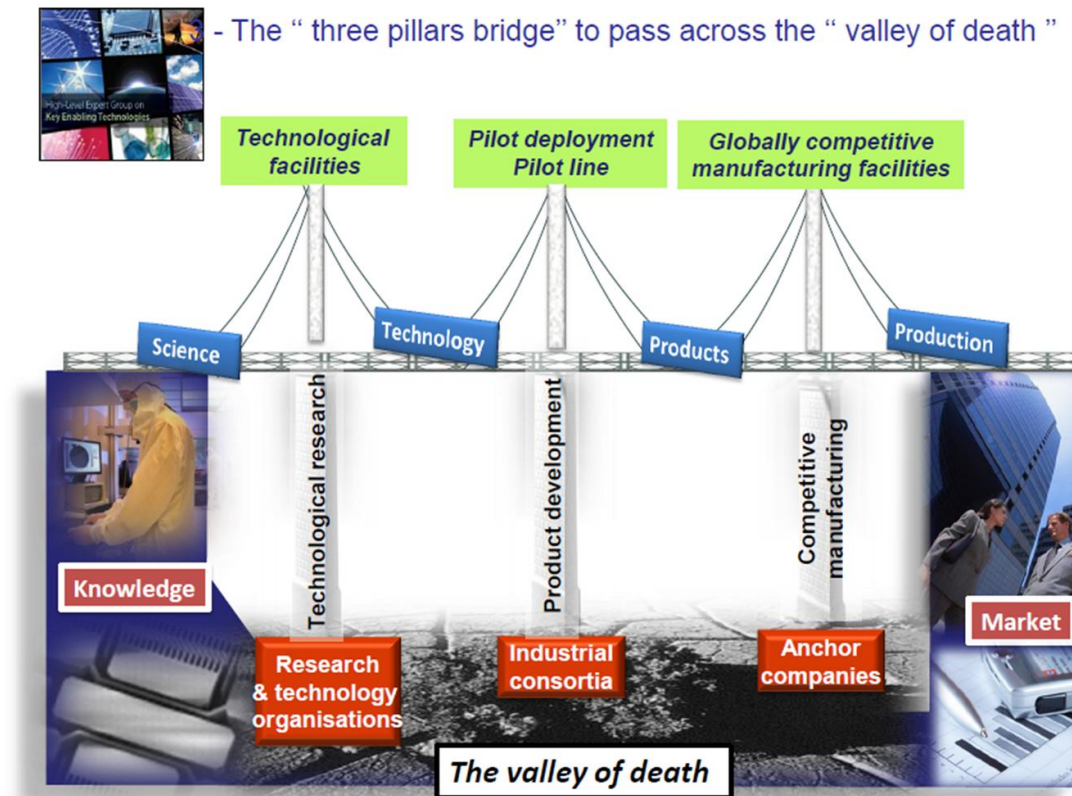 - The “ three pillars bridge” to pass across the “ valley of death ”
High-Level Expert Group on
Key Enabling Technologies
Technological
facilities
Pilot deployment
Pilot line
Globally competitive
manufacturing facilities
Science
Technology
Products
Production
Technological research
Product development
Competitive
manufacturing
Knowledge
Market
Research
& technology
organisations
Industrial
consortia
Anchor
companies
The valley of death